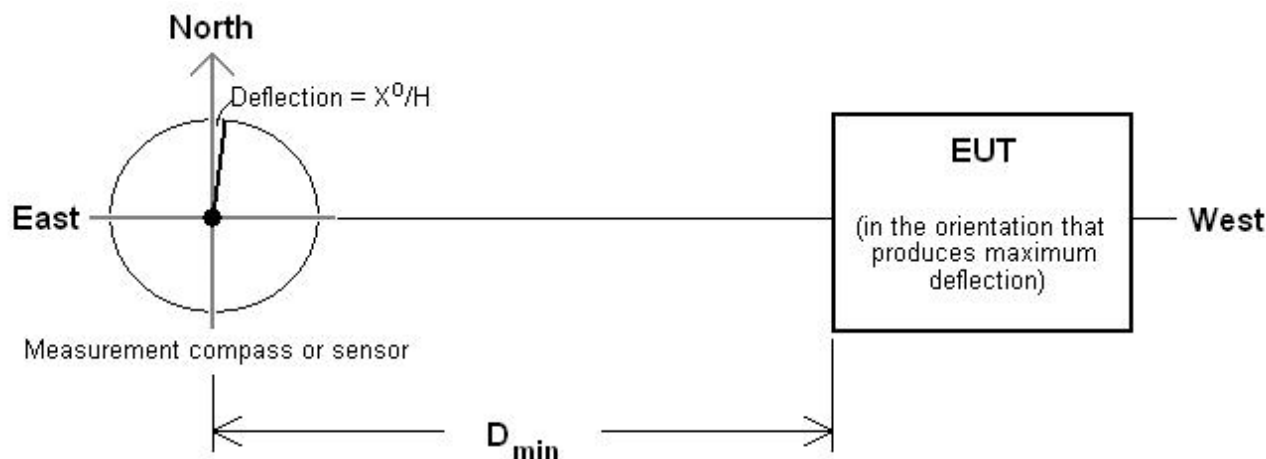 North
Deflection = X⁰/H
EUT
East
(in the orientation that
produces maximum
deflection)
West
Measurement compass or sensor
D_min